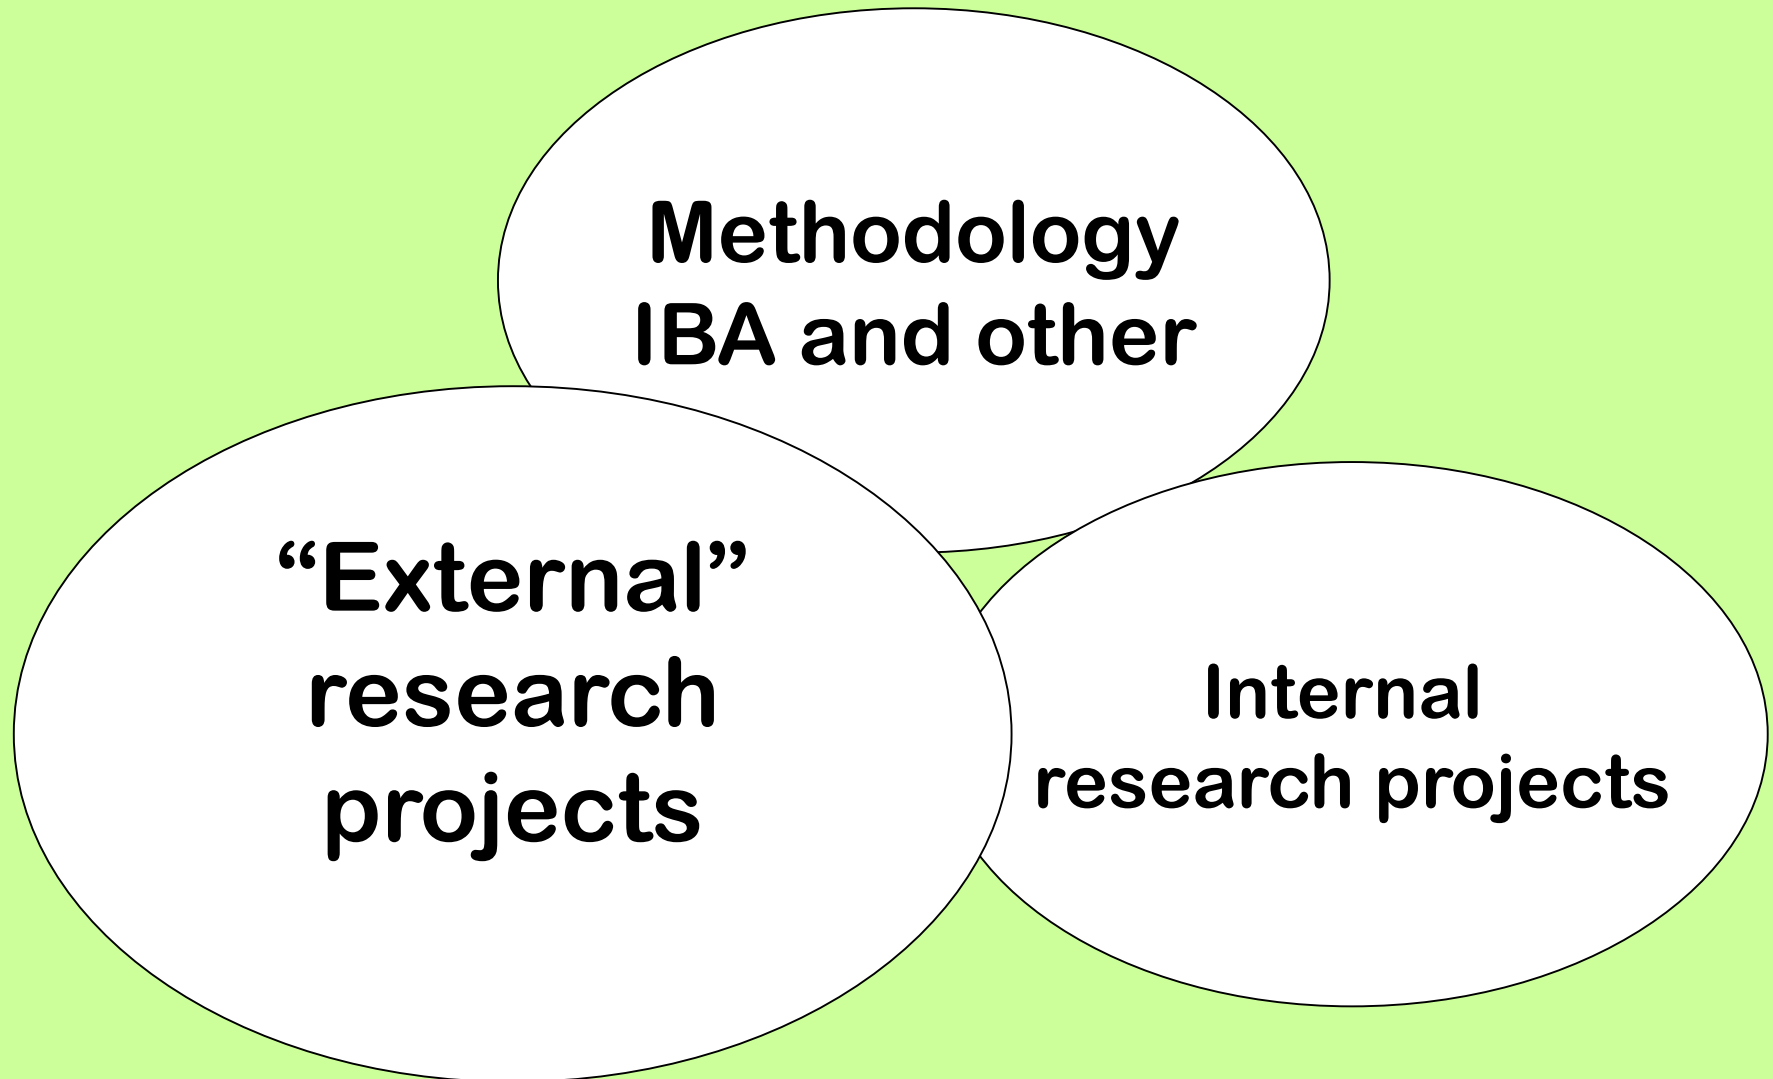 Methodology
IBA and other
“External”
research
projects
Internal
research projects